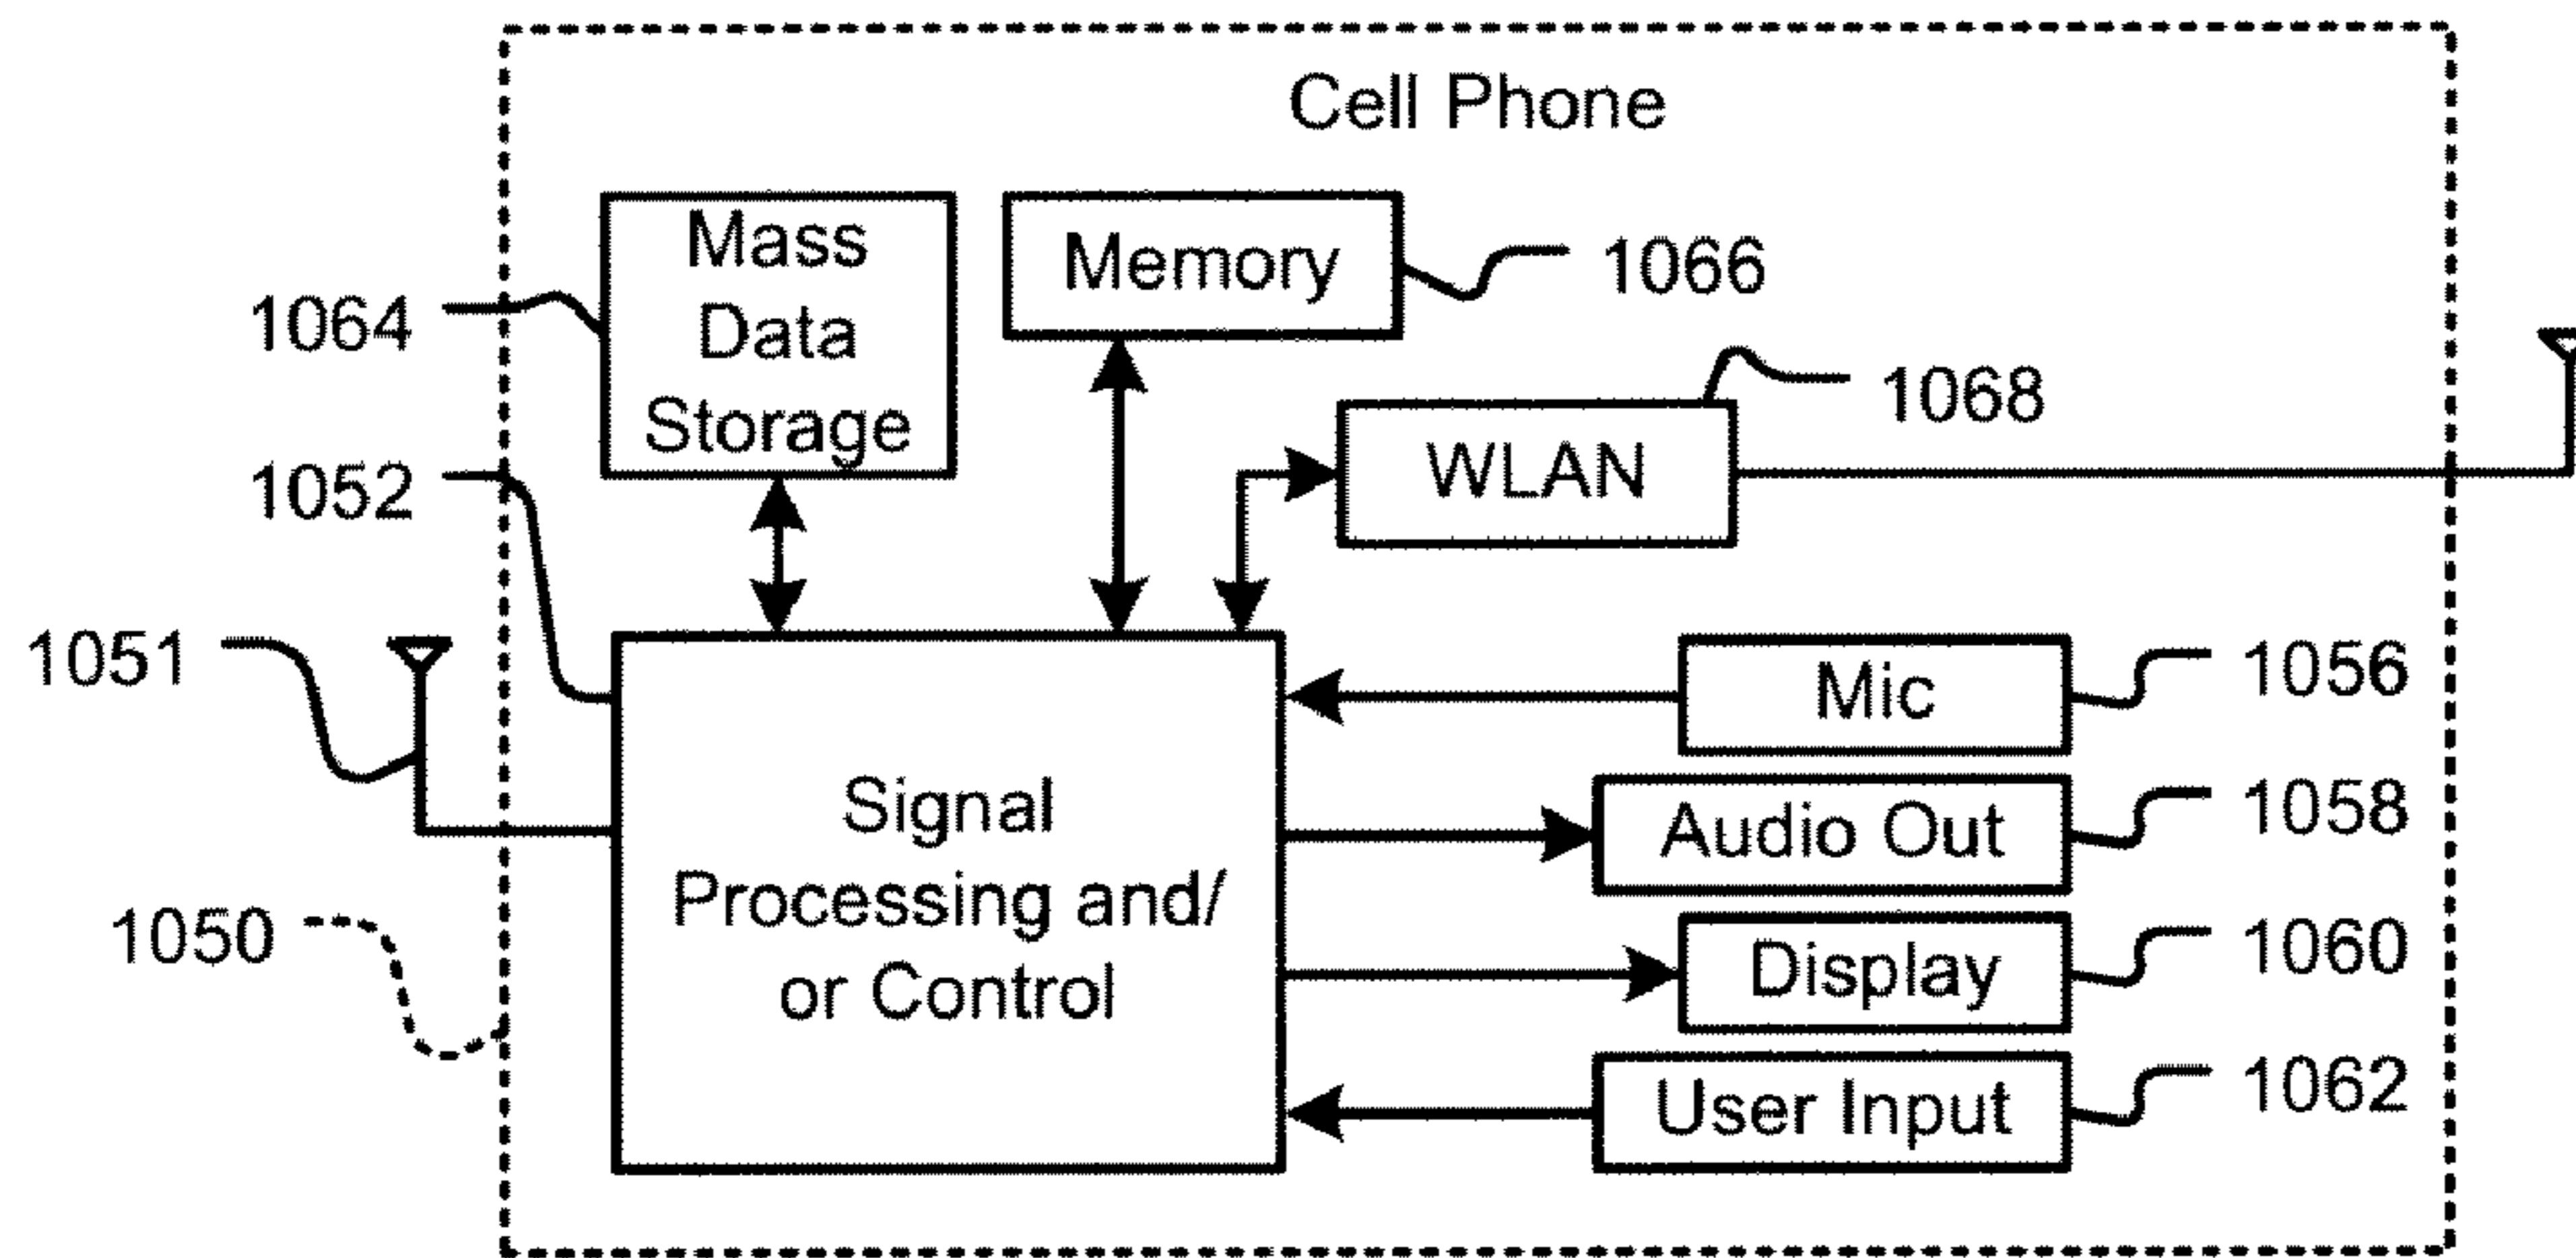 Cell Phone
Mass
Data
Storage
Memory
1066
1064
1068
WLAN
1052
1051
Mic
1056
Signal
Processing and/
or Control
Audio Out
1058
1050
Display
1060
User Input
1062